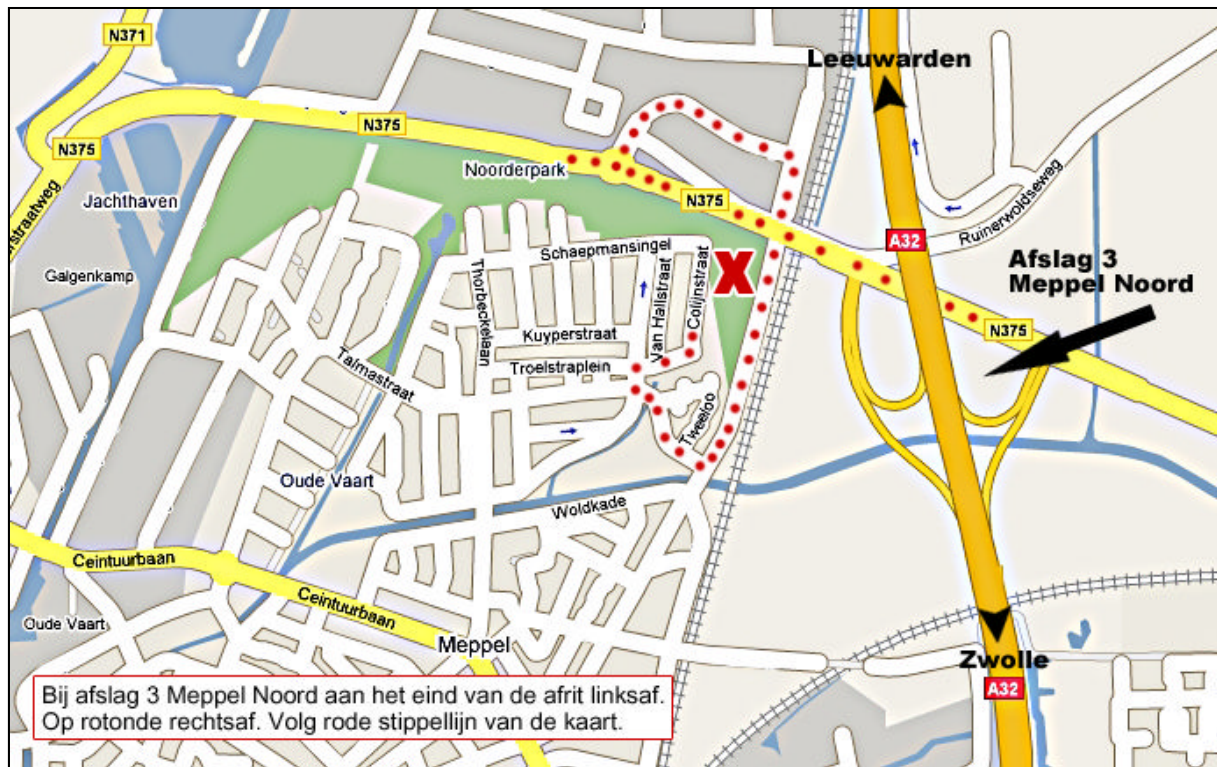 N371
Leeuwarden
N375
N375
Noorderpark
N375
Jachthaven
straatweg
Ruinerwoldseweg
A32
Schaepmansingel
Afslag 3
Meppel Noord
Galgenkamp
Thorbeckelaan
Van Hallstraat
Colijnstraat
Kuyperstraat
N375
Troelstraplein
Talmastraat
Tweeloo
Oude Vaart
Woldkade
Ceintuurbaan
Ceintuurbaan
Oude Vaart
Meppel
Zwolle
A32
Bij afslag 3 Meppel Noord aan het eind van de afrit linksaf.
Op rotonde rechtsaf. Volg rode stippellijn van de kaart.
X